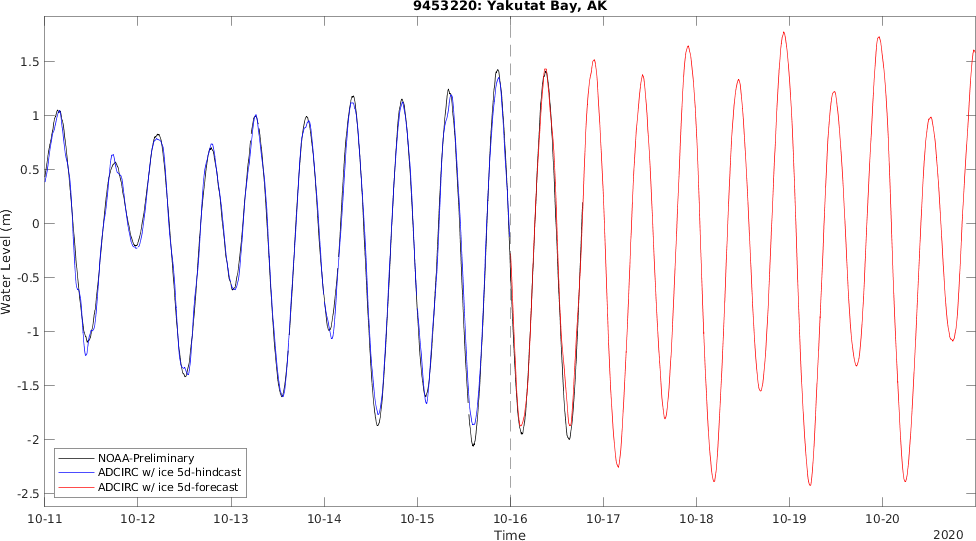 9453220: Yakutat Bay, AK
Water Level (m)
1.5
1
0.5
0
-0.5
-1
-1.5
-2
-2.5
NOAA-Preliminary
ADCIRC w/ ice 5d-hindcast
ADCIRC w/ ice 5d-forecast
10-11 10-12 10-13 10-14 10-15 10-16 10-17 10-18 10-19 10-20
Time
2020